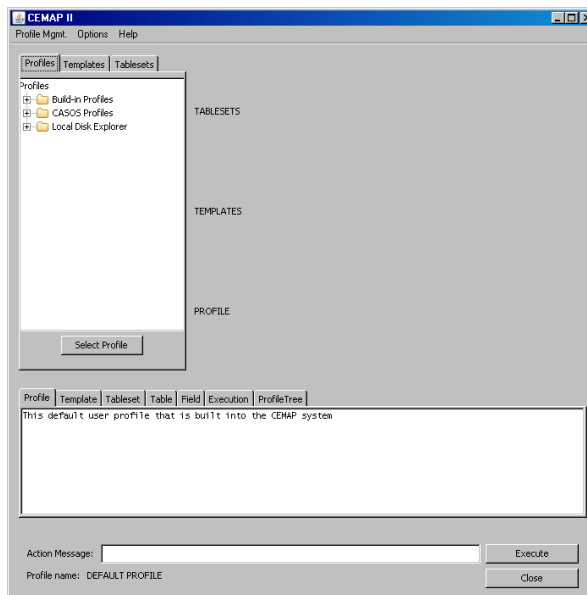 CEMAP II
Profile Mgmt. Options Help
Profiles Templates Tablesets
Profiles
Build-in Profiles
CASOS Profiles
Local Disk Explorer
TABLESETS
TEMPLATES
PROFILE
Select Profile
Profile Template Tableset Table Field Execution ProfileTree
This default user profile that is built into the CEMAP system
Action Message:
Execute
Profile name: DEFAULT PROFILE
Close